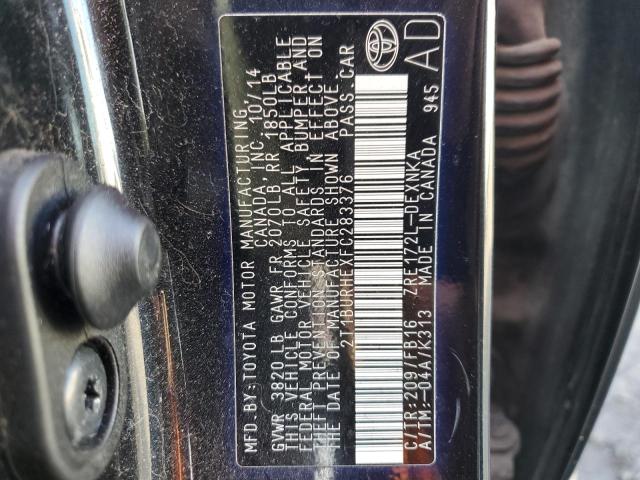 MFD BY: TOYOTA MOTOR MANUFACTURING
CANADA, INC. 10/14
GVWR 3820 LB GAWR FR 2070LB RR 1850LB
THIS VEHICLE CONFORMS TO ALL APPLICABLE
FEDERAL MOTOR VEHICLE SAFETY, BUMPER AND
THEFT PREVENTION STANDARDS IN EFFECT ON
THE DATE OF MANUFACTURE SHOWN ABOVE.
2T1BURHEXFC283376 PASS.CAR
C/TR:209/FB16 ZRE172L-DEXNKA
A/TM:-04A/K313 MADE IN CANADA 945
AD